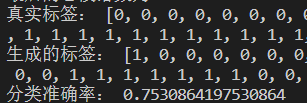 真实标签: [0, 0, 0, 0, 0, 0, 0, 0,
, 1, 1, 1, 1, 1, 1, 1, 1, 1, 1, 1, 1,
生成的标签: [1, 0, 0, 0, 0, 0, 0,
0, 0, 1, 1, 1, 1, 1, 1, 1, 0, 0,
分类准确率: 0.7530864197530864